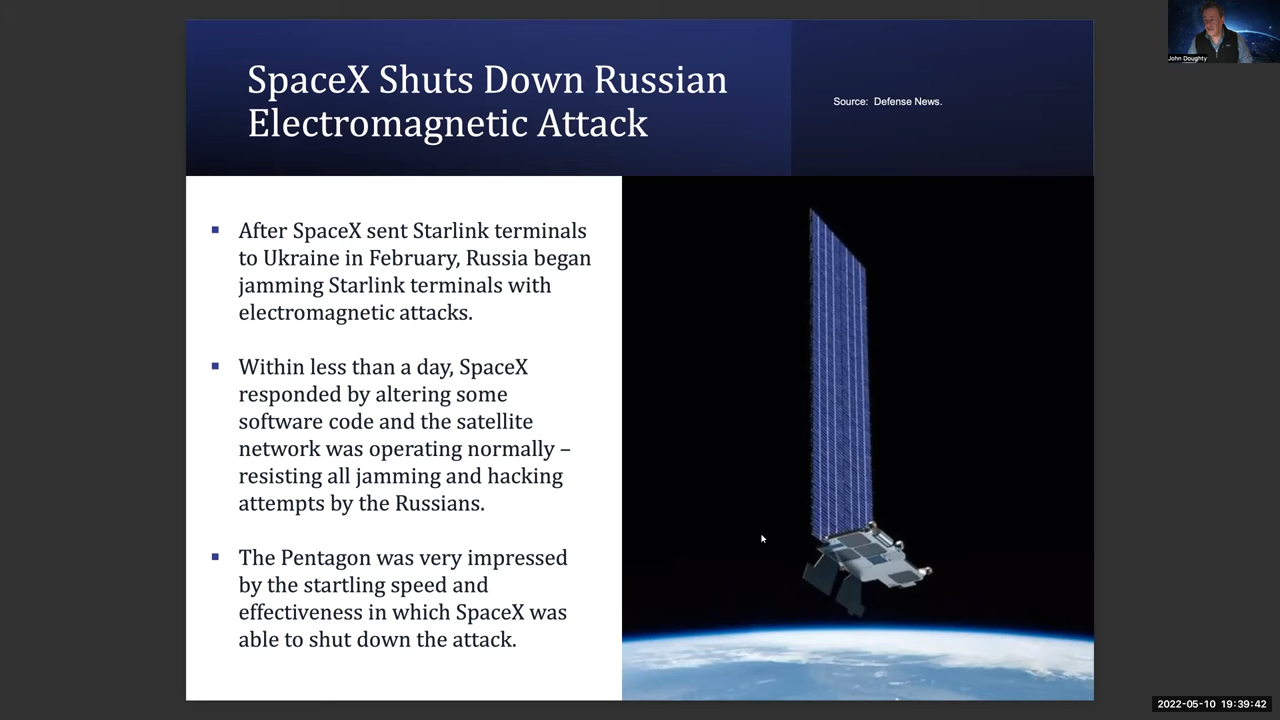 SpaceX Shuts Down Russian
Electromagnetic Attack
Source:  Defense News.
John Doughty
▪ After SpaceX sent Starlink terminals
to Ukraine in February, Russia began
jamming Starlink terminals with
electromagnetic attacks.
▪ Within less than a day, SpaceX
responded by altering some
software code and the satellite
network was operating normally –
resisting all jamming and hacking
attempts by the Russians.
▪ The Pentagon was very impressed
by the startling speed and
effectiveness in which SpaceX was
able to shut down the attack.
2022-05-10 19:39:42